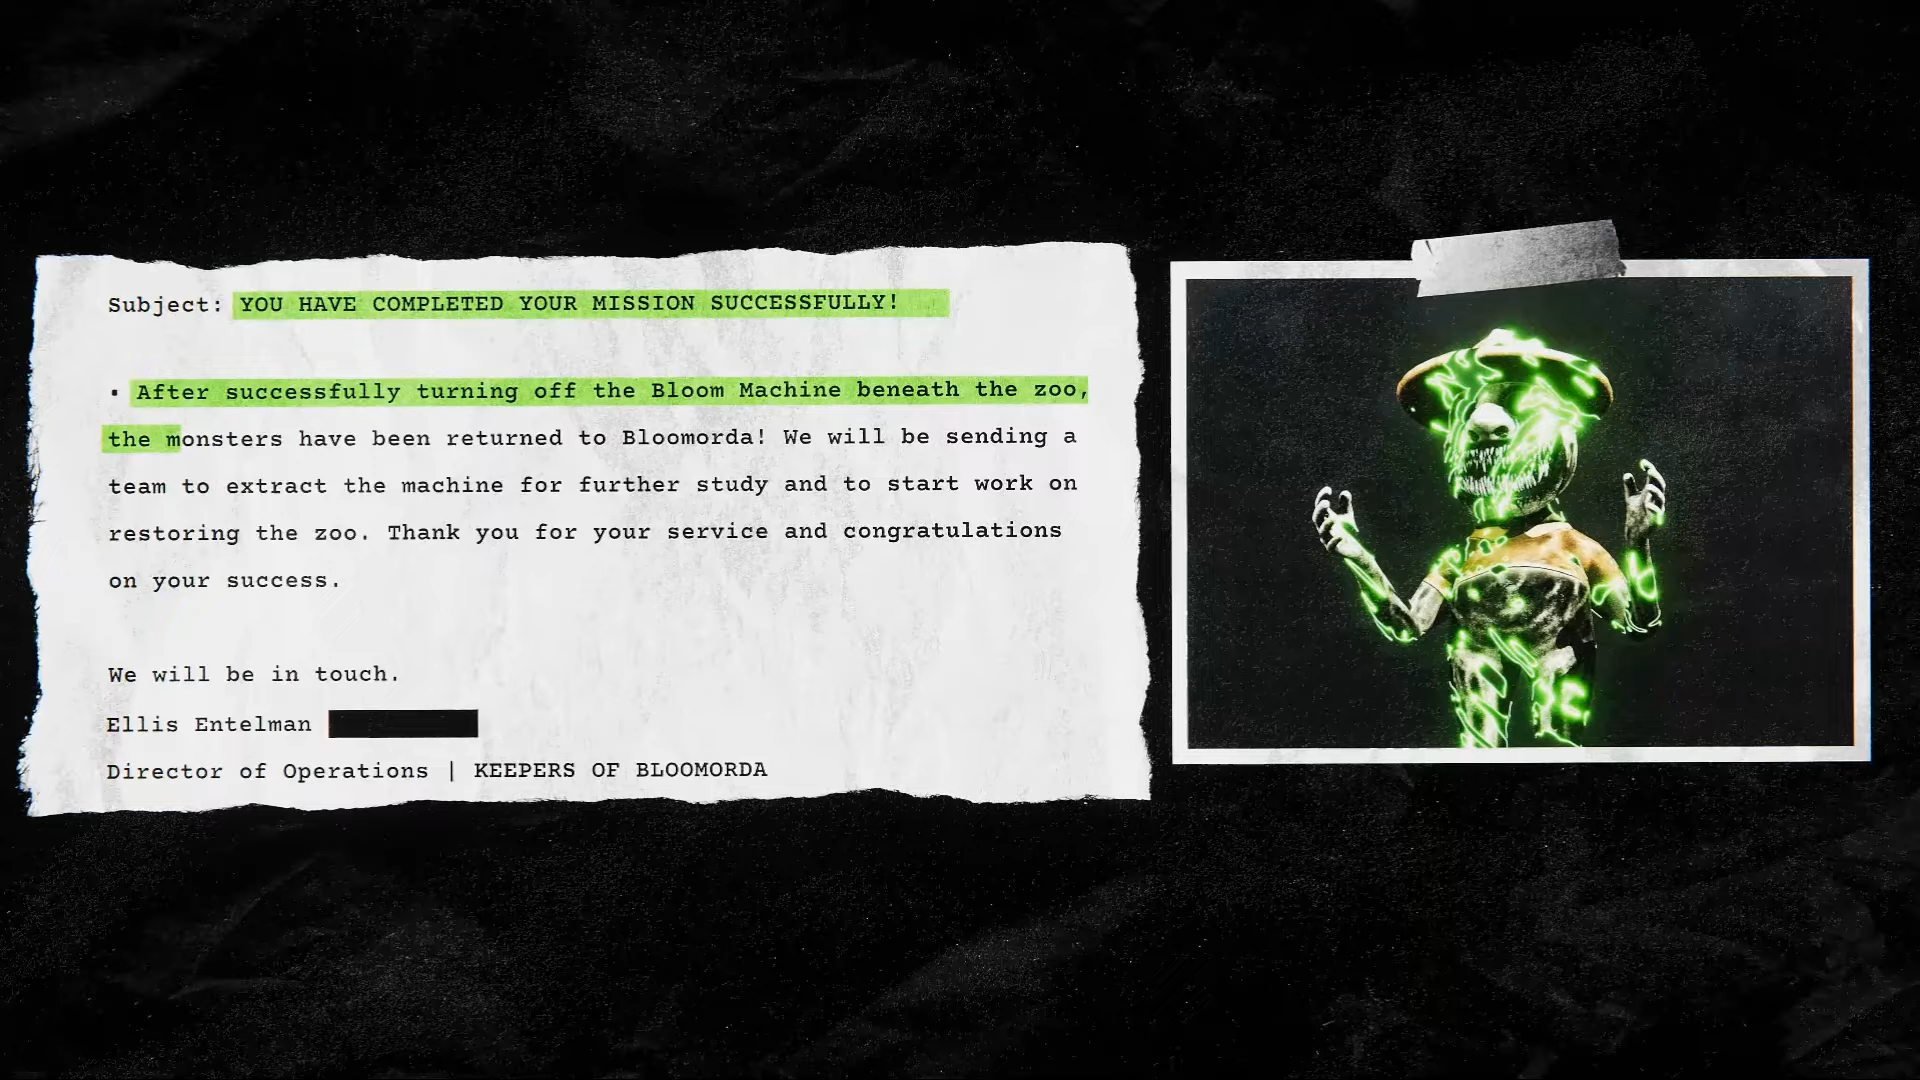 Subject: YOU HAVE COMPLETED YOUR MISSION SUCCESSFULLY!
• After successfully turning off the Bloom Machine beneath the zoo,
the monsters have been returned to Bloomorda! We will be sending a
team to extract the machine for further study and to start work on
restoring the zoo. Thank you for your service and congratulations
on your success.
We will be in touch.
Ellis Entelman
Director of Operations | KEEPERS OF BLOOMORDA